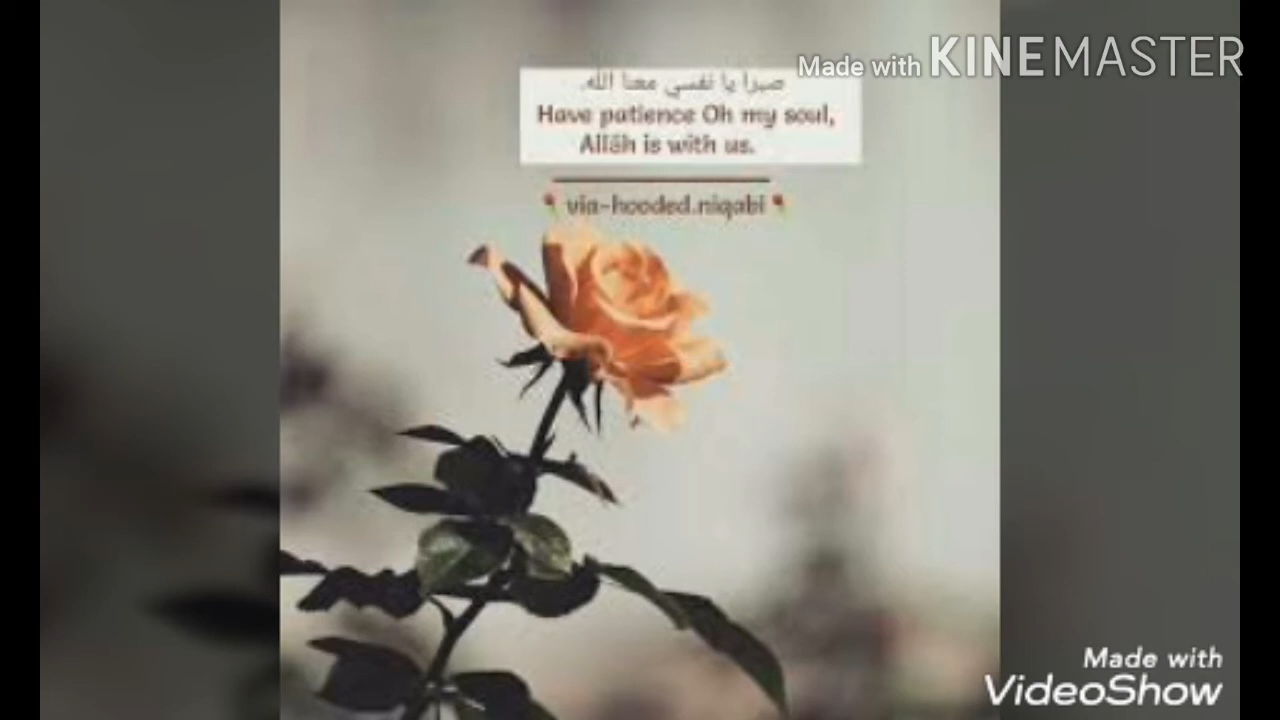 Made with KINEMASTER
صبرا يا نفسي معنا الله.
Have patience Oh my soul,
Allāh is with us.
via-hooded.niqabi
Made with
VideoShow